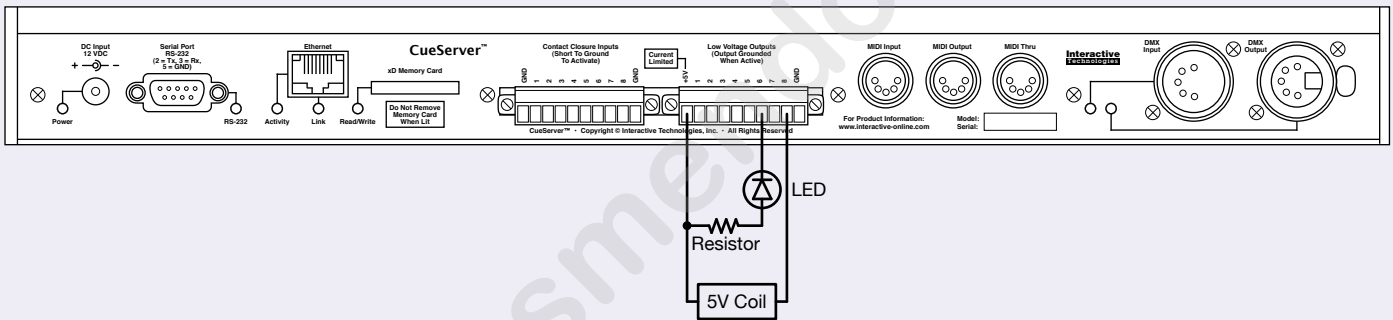 DC Input
12 VDC
+ -
Power
Serial Port
RS-232
(2 = Tx, 3 = Rx,
5 = GND)
RS-232
Ethernet
Activity
Link
CueServer™
xD Memory Card
Read/Write
Do Not Remove
Memory Card
When Lit
Contact Closure Inputs
(Short To Ground
To Activate)
GND 1 2 3 4 5 6 7 8 GND
Current
Limited
Low Voltage Outputs
(Output Grounded
When Active)
+5V 1 2 3 4 5 6 7 8 GND
CueServer™ • Copyright © Interactive Technologies, Inc. • All Rights Reserved
MIDI Input
MIDI Output
MIDI Thru
For Product Information:
www.interactive-online.com
Model:
Serial:
Interactive
Technologies
DMX
Input
DMX
Output
LED
Resistor
5V Coil